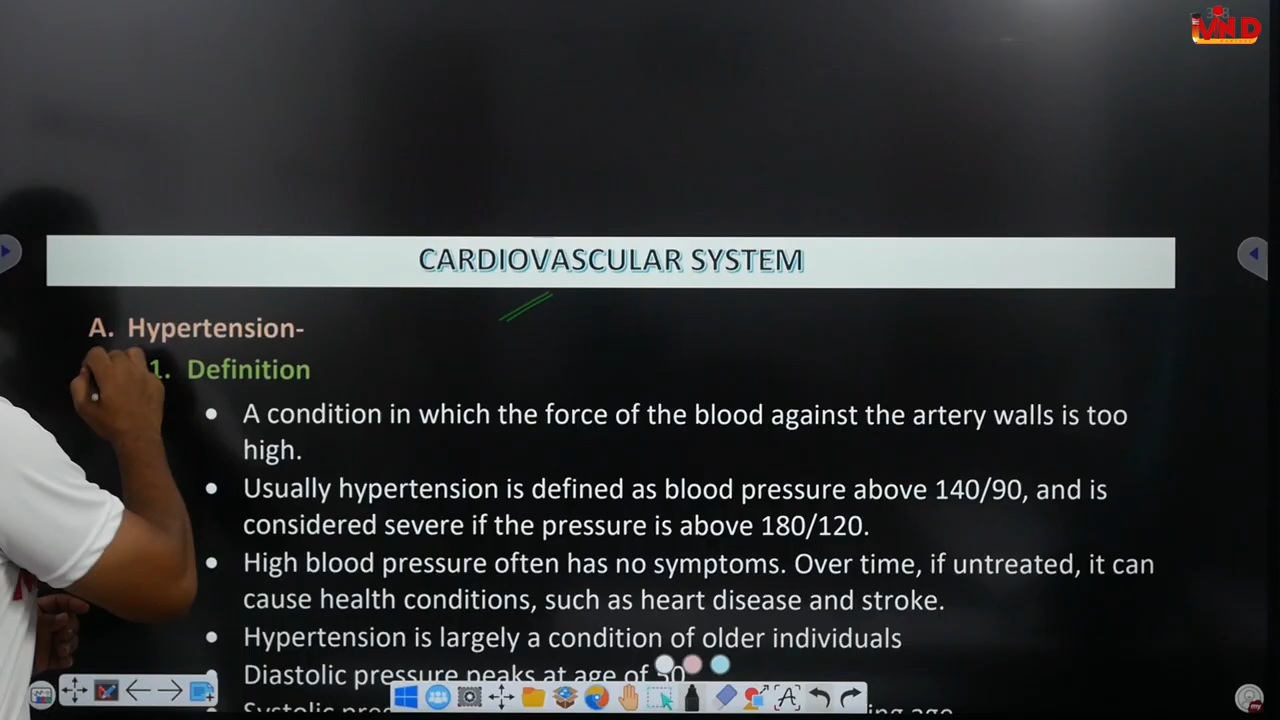 VN D
CARDIOVASCULAR SYSTEM
A. Hypertension-
1. Definition
• A condition in which the force of the blood against the artery walls is too
high.
• Usually hypertension is defined as blood pressure above 140/90, and is
considered severe if the pressure is above 180/120.
• High blood pressure often has no symptoms. Over time, if untreated, it can
cause health conditions, such as heart disease and stroke.
• Hypertension is largely a condition of older individuals
• Diastolic pressure peaks at age of 50